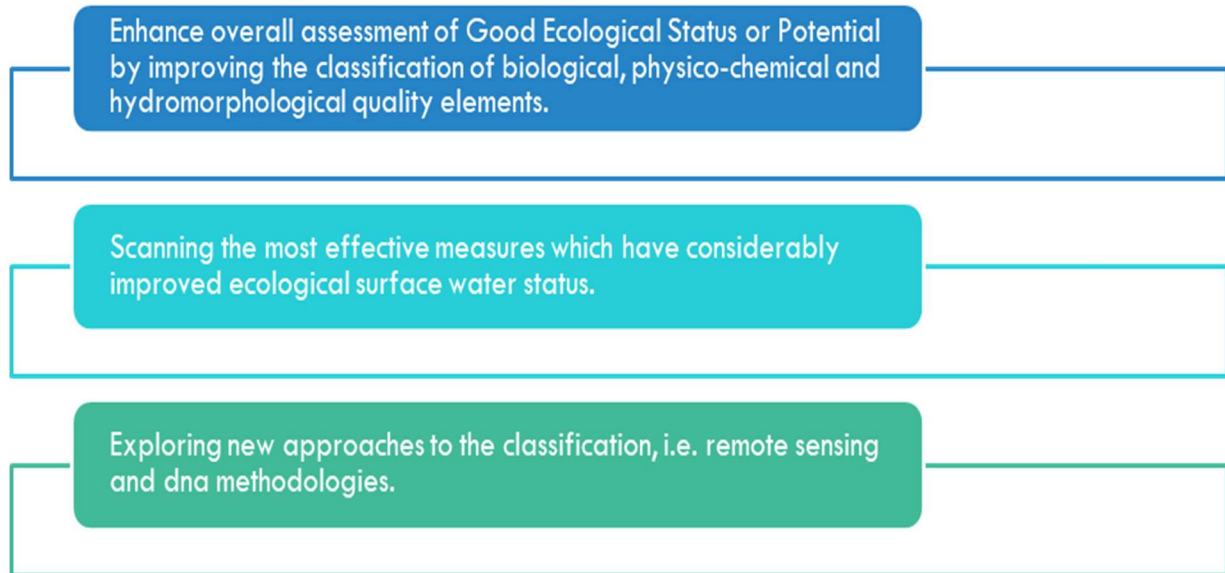 Enhance overall assessment of Good Ecological Status or Potential
by improving the classification of biological, physico-chemical and
hydromorphological quality elements.
Scanning the most effective measures which have considerably
improved ecological surface water status.
Exploring new approaches to the classification, i.e. remote sensing
and dna methodologies.